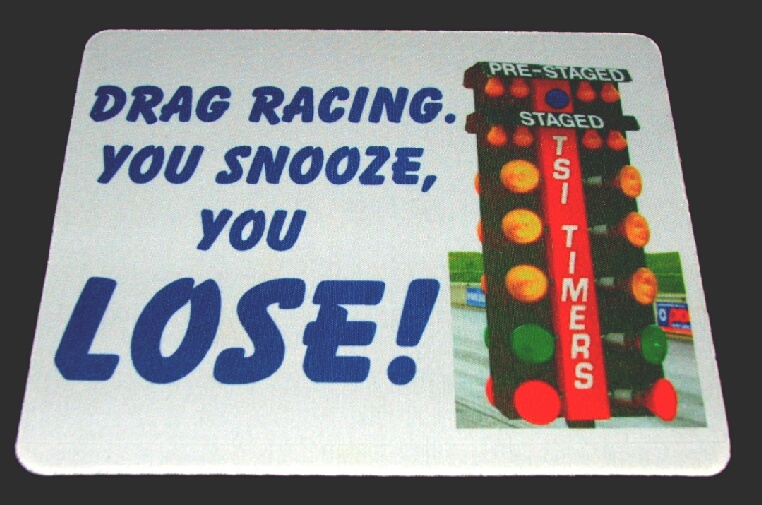 DRAG RACING.
YOU SNOOZE,
YOU
LOSE!
PRE-STAGED
STAGED
TSI TIMERS